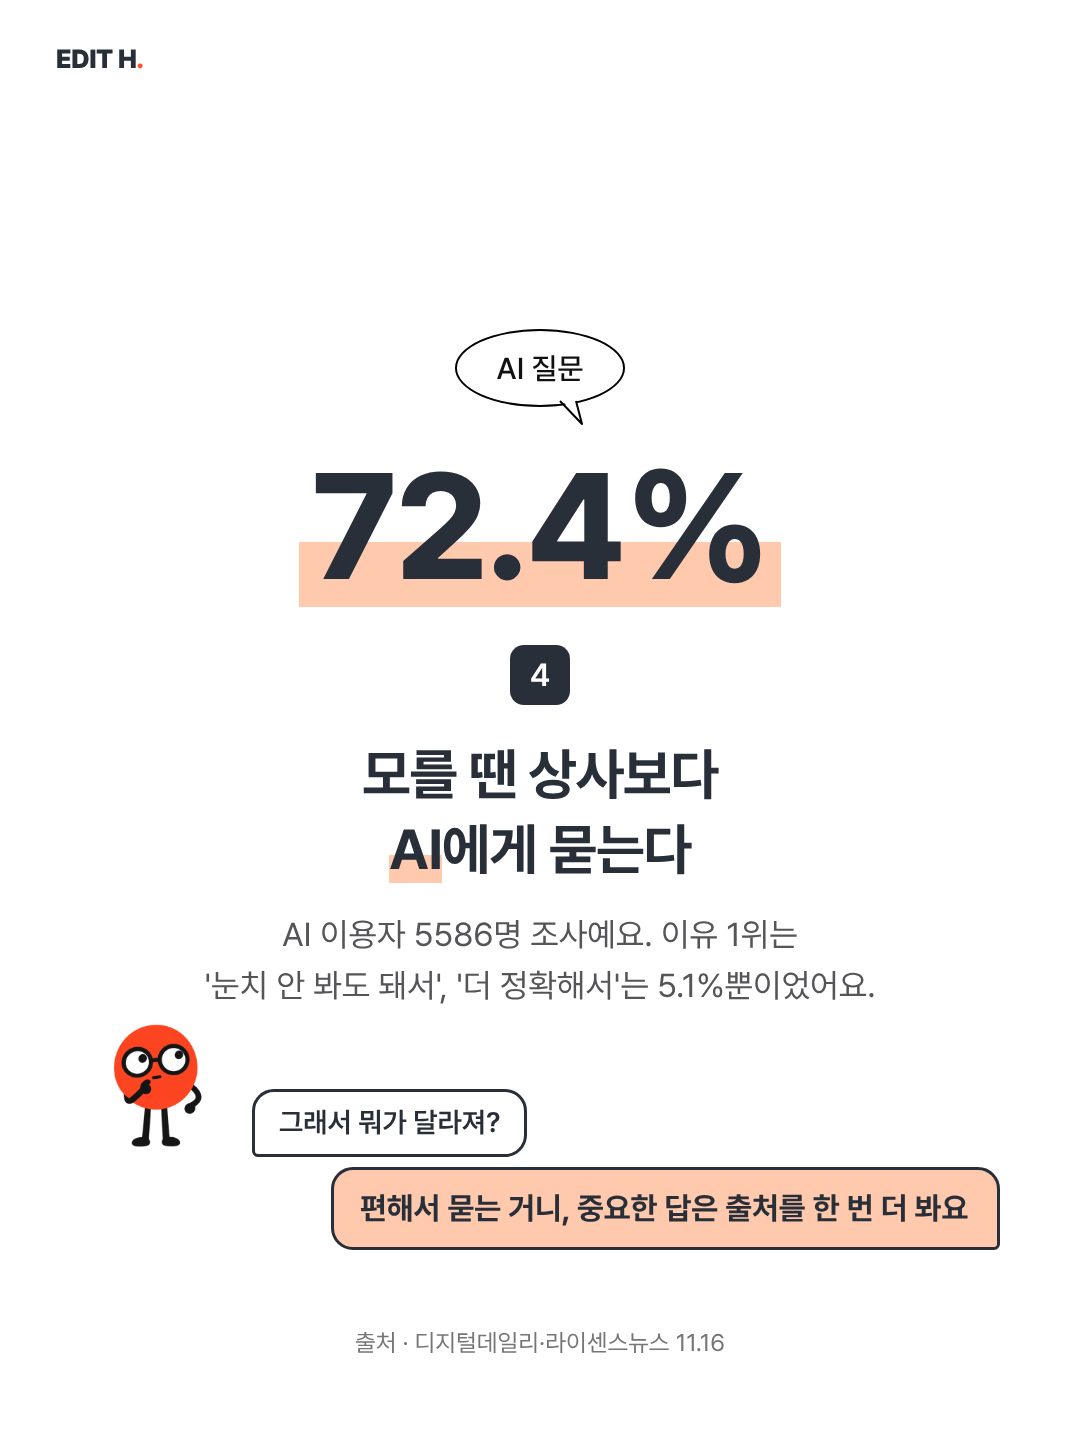 EDIT H.
AI 질문
72.4%
4
모를 땐 상사보다
AI에게 묻는다
AI 이용자 5586명 조사예요. 이유 1위는
'눈치 안 봐도 돼서', '더 정확해서'는 5.1%뿐이었어요.
그래서 뭐가 달라져?
편해서 묻는 거니, 중요한 답은 출처를 한 번 더 봐요
출처 · 디지털데일리·라이센스뉴스 11.16